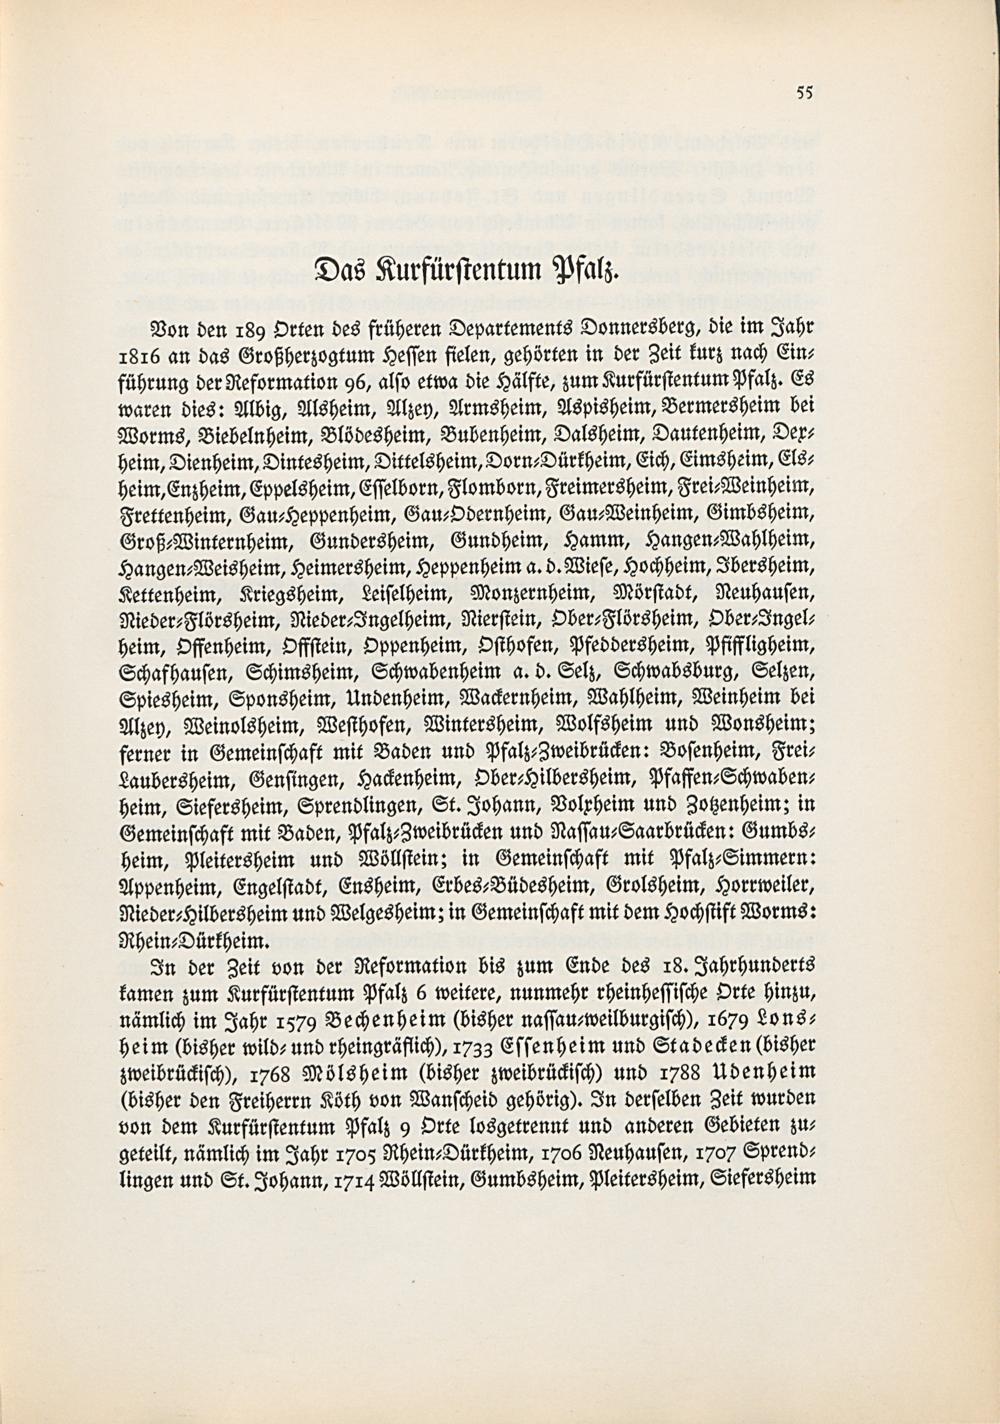 55
Das Kurfürstentum Pfalz.
Von den 189 Orten des früheren Departements Donnersberg, die im Jahr
1816 an das Großherzogtum Hessen fielen, gehörten in der Zeit kurz nach Ein-
führung der Reformation 96, also etwa die Hälfte, zum Kurfürstentum Pfalz. Es
waren dies: Albig, Alsheim, Alzey, Armsheim, Aspisheim, Bermersheim bei
Worms, Biebelnheim, Blödesheim, Bubenheim, Dalsheim, Dautenheim, Dex-
heim, Dienheim, Dintesheim, Dittelsheim, Dorn-Dürkheim, Eich, Eimsheim, Els-
heim, Enzheim, Eppelsheim, Esselborn, Flomborn, Freimersheim, Frei-Weinheim,
Frettenheim, Gau-Heppenheim, Gau-Odernheim, Gau-Weinheim, Gimbsheim,
Groß-Winternheim, Gundersheim, Gundheim, Hamm, Hangen-Wahlheim,
Hangen-Weisheim, Heimersheim, Heppenheim a. d. Wiese, Hochheim, Ibersheim,
Kettenheim, Kriegsheim, Leiselheim, Monzernheim, Mörstadt, Neuhausen,
Nieder-Flörsheim, Nieder-Ingelheim, Nierstein, Ober-Flörsheim, Ober-Ingel-
heim, Offenheim, Offstein, Oppenheim, Osthofen, Pfeddersheim, Pfiffligheim,
Schafhausen, Schimsheim, Schwabenheim a. d. Selz, Schwabsburg, Selzen,
Spiesheim, Sponsheim, Undenheim, Wackernheim, Wahlheim, Weinheim bei
Alzey, Weinolsheim, Westhofen, Wintersheim, Wolfsheim und Wonsheim;
ferner in Gemeinschaft mit Baden und Pfalz-Zweibrücken: Bosenheim, Frei-
Laubersheim, Gensingen, Hackenheim, Ober-Hilbersheim, Pfaffen-Schwaben-
heim, Siefersheim, Sprendlingen, St. Johann, Volxheim und Zotzenheim; in
Gemeinschaft mit Baden, Pfalz-Zweibrücken und Nassau-Saarbrücken: Gumbs-
heim, Pleitersheim und Wöllstein; in Gemeinschaft mit Pfalz-Simmern:
Appenheim, Engelstadt, Ensheim, Erbes-Büdesheim, Grolsheim, Horrweiler,
Nieder-Hilbersheim und Welgesheim; in Gemeinschaft mit dem Hochstift Worms:
Rhein-Dürkheim.
In der Zeit von der Reformation bis zum Ende des 18. Jahrhunderts
kamen zum Kurfürstentum Pfalz 6 weitere, nunmehr rheinhessische Orte hinzu,
nämlich im Jahr 1579 Bechenheim (bisher nassau-weilburgisch), 1679 Lons-
heim (bisher wild- und rheingräflich), 1733 Essenheim und Stadecken (bisher
zweibrückisch), 1768 Mölsheim (bisher zweibrückisch) und 1788 Udenheim
(bisher den Freiherrn Köth von Wanscheid gehörig). In derselben Zeit wurden
von dem Kurfürstentum Pfalz 9 Orte losgetrennt und anderen Gebieten zu-
geteilt, nämlich im Jahr 1705 Rhein-Dürkheim, 1706 Neuhausen, 1707 Sprend-
lingen und St. Johann, 1714 Wöllstein, Gumbsheim, Pleitersheim, Siefersheim